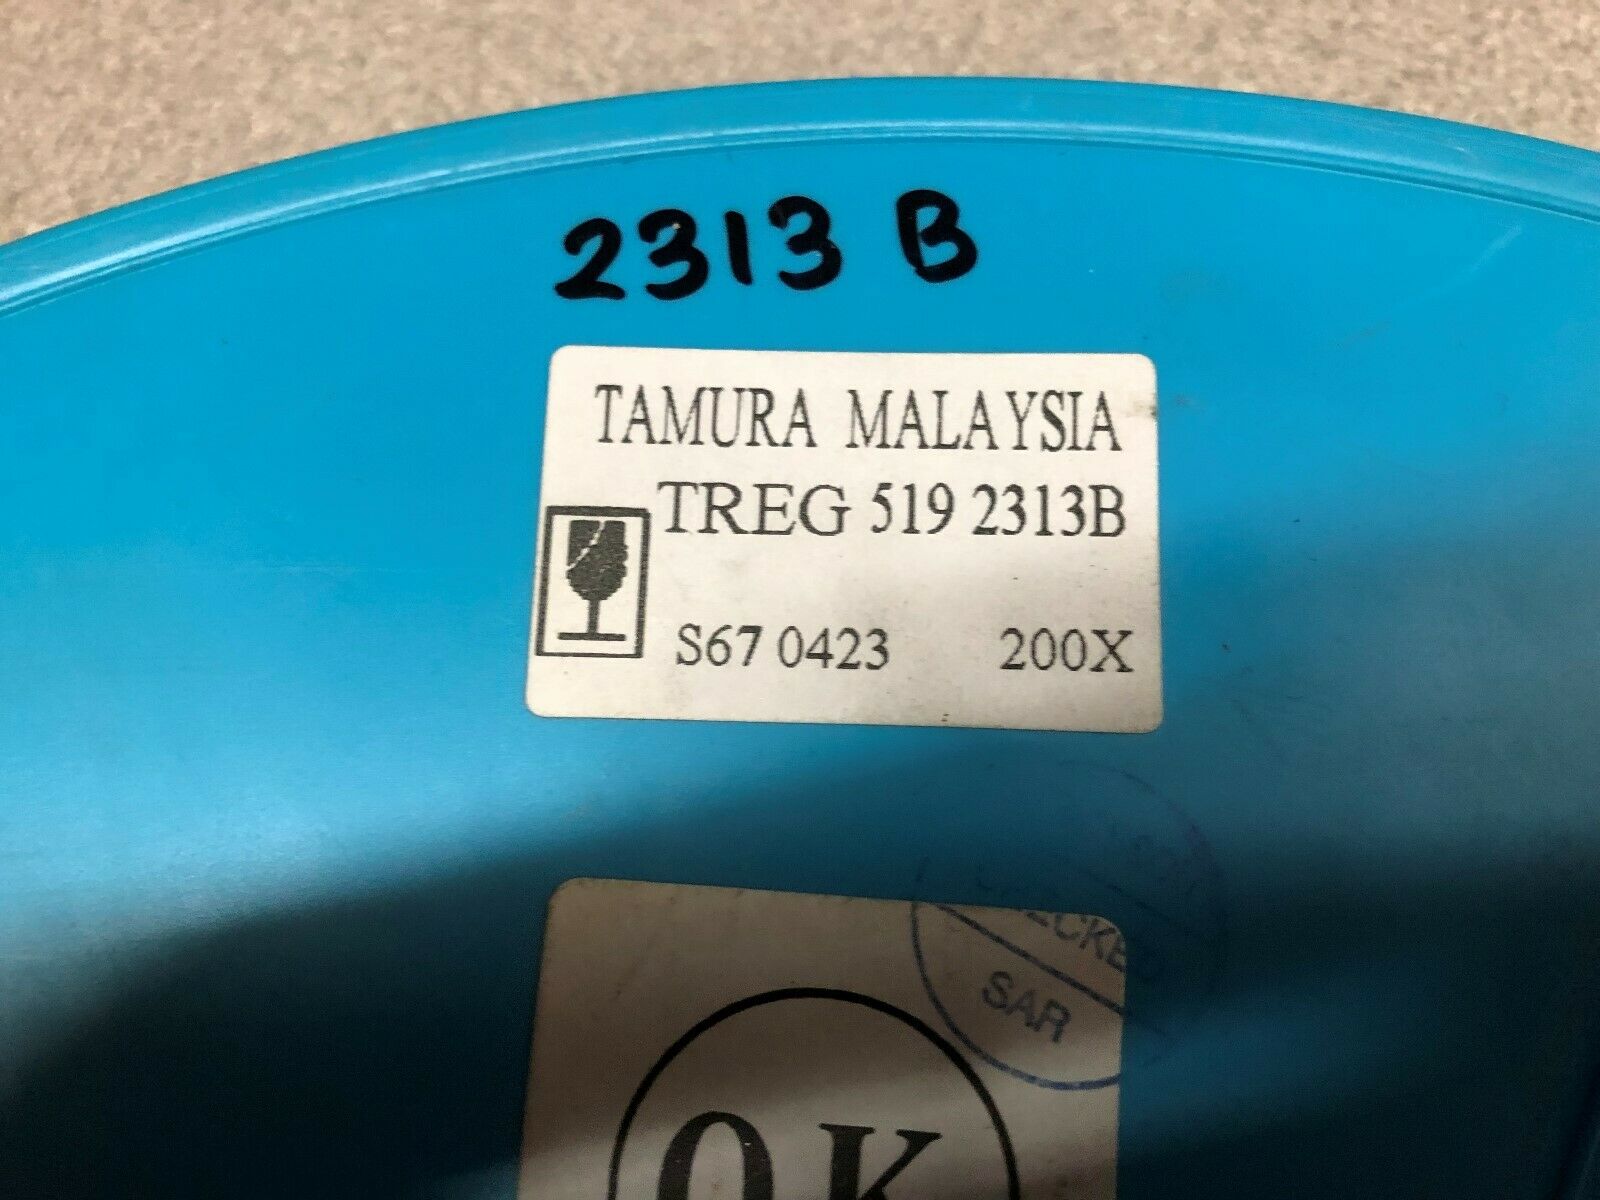 2313 B
TAMURA MALAYSIA
TREG 519 2313B
S67 0423 200X
SAR
OK